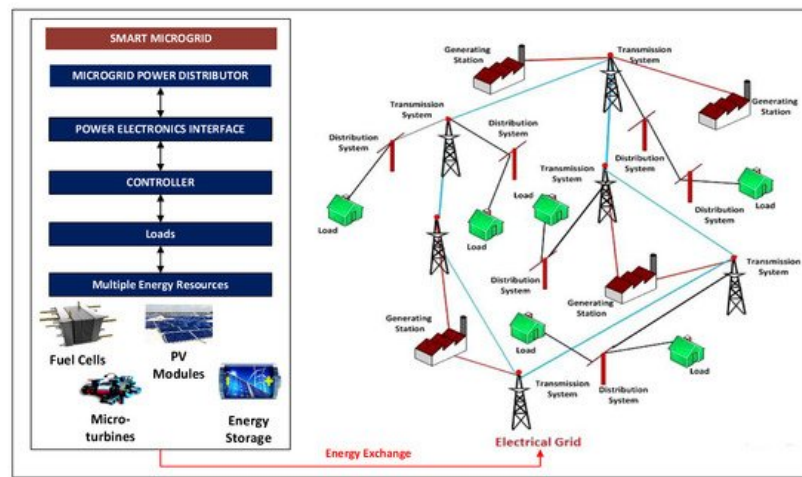 SMART MICROGRID
MICROGRID POWER DISTRIBUTOR
POWER ELECTRONICS INTERFACE
CONTROLLER
Loads
Multiple Energy Resources
Fuel Cells
PV
Modules
Micro-
turbines
Energy
Storage
Energy Exchange
Generating
Station
Transmission
System
Generating
Station
Transmission
System
Distribution
System
Distribution
System
Distribution
System
Transmission
System
Load
Load
Load
Load
Load
Distribution
System
Distribution
System
Generating
Station
Transmission
System
Generating
Station
Load
Load
Transmission
System
Distribution
System
Electrical Grid